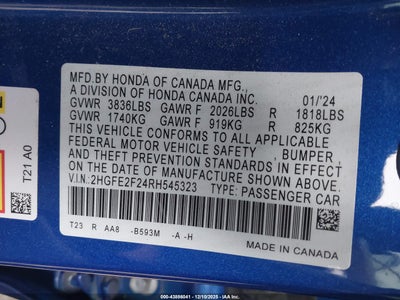 MFD.BY HONDA OF CANADA MFG.,
A DIVISION OF HONDA CANADA INC. 01/'24
GVWR 3836LBS GAWR F 2026LBS R 1818LBS
GVWR 1740KG GAWR F 919KG R 825KG
THIS VEHICLE CONFORMS TO ALL APPLICABLE
FEDERAL MOTOR VEHICLE SAFETY , BUMPER ,
AND THEFT PREVENTION STANDARDS IN EFFECT
ON THE DATE OF MANUFACTURE SHOWN ABOVE.
V.I.N: 2HGFE2F24RH545323 TYPE: PASSENGER CAR
T23 R AA8 -B593M -A -H
MADE IN CANADA
T21 A0
000-43898041 - 12/10/2025 - IAA Inc.